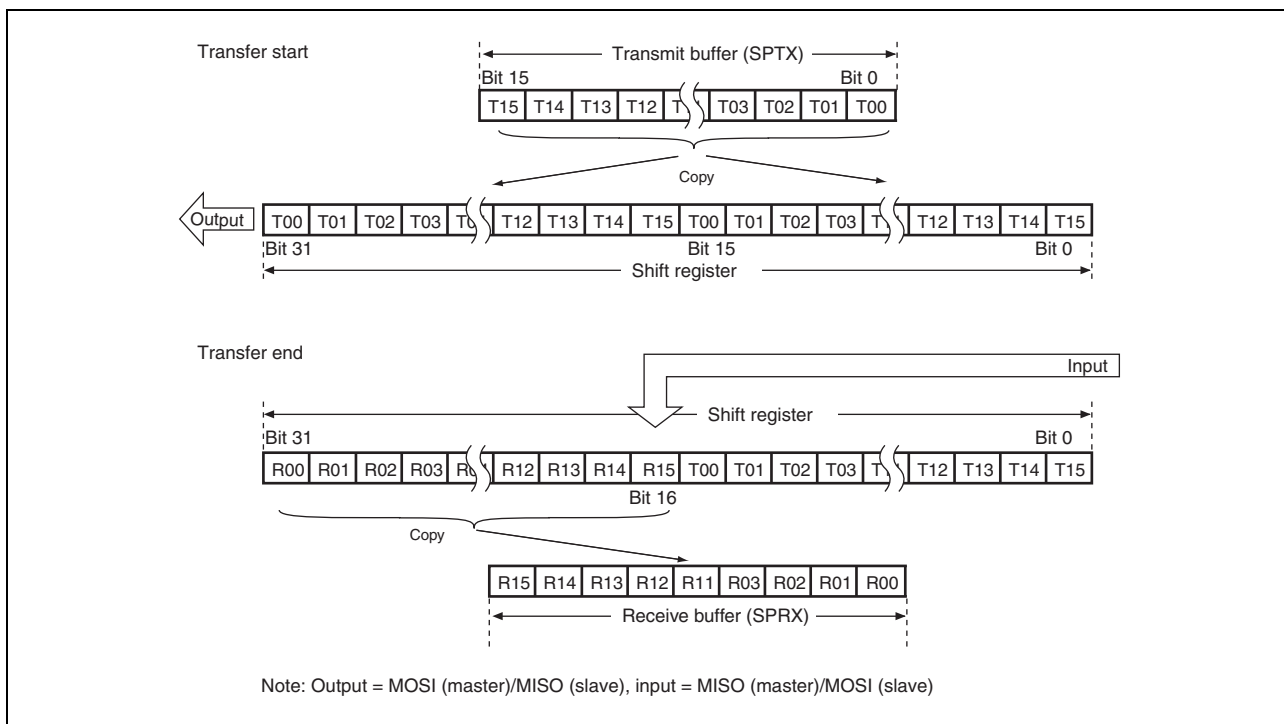 Transfer start
Transmit buffer (SPTX)
Bit 15 Bit 0
T15 T14 T13 T12 T03 T02 T01 T00
Copy
Output T00 T01 T02 T03 T12 T13 T14 T15 T00 T01 T02 T03 T12 T13 T14 T15
Bit 31 Bit 15 Bit 0
Shift register
Transfer end
Input
Shift register
Bit 31 Bit 0
R00 R01 R02 R03 R12 R13 R14 R15 T00 T01 T02 T03 T12 T13 T14 T15
Bit 16
Copy
R15 R14 R13 R12 R11 R03 R02 R01 R00
Receive buffer (SPRX)
Note: Output = MOSI (master)/MISO (slave), input = MISO (master)/MOSI (slave)